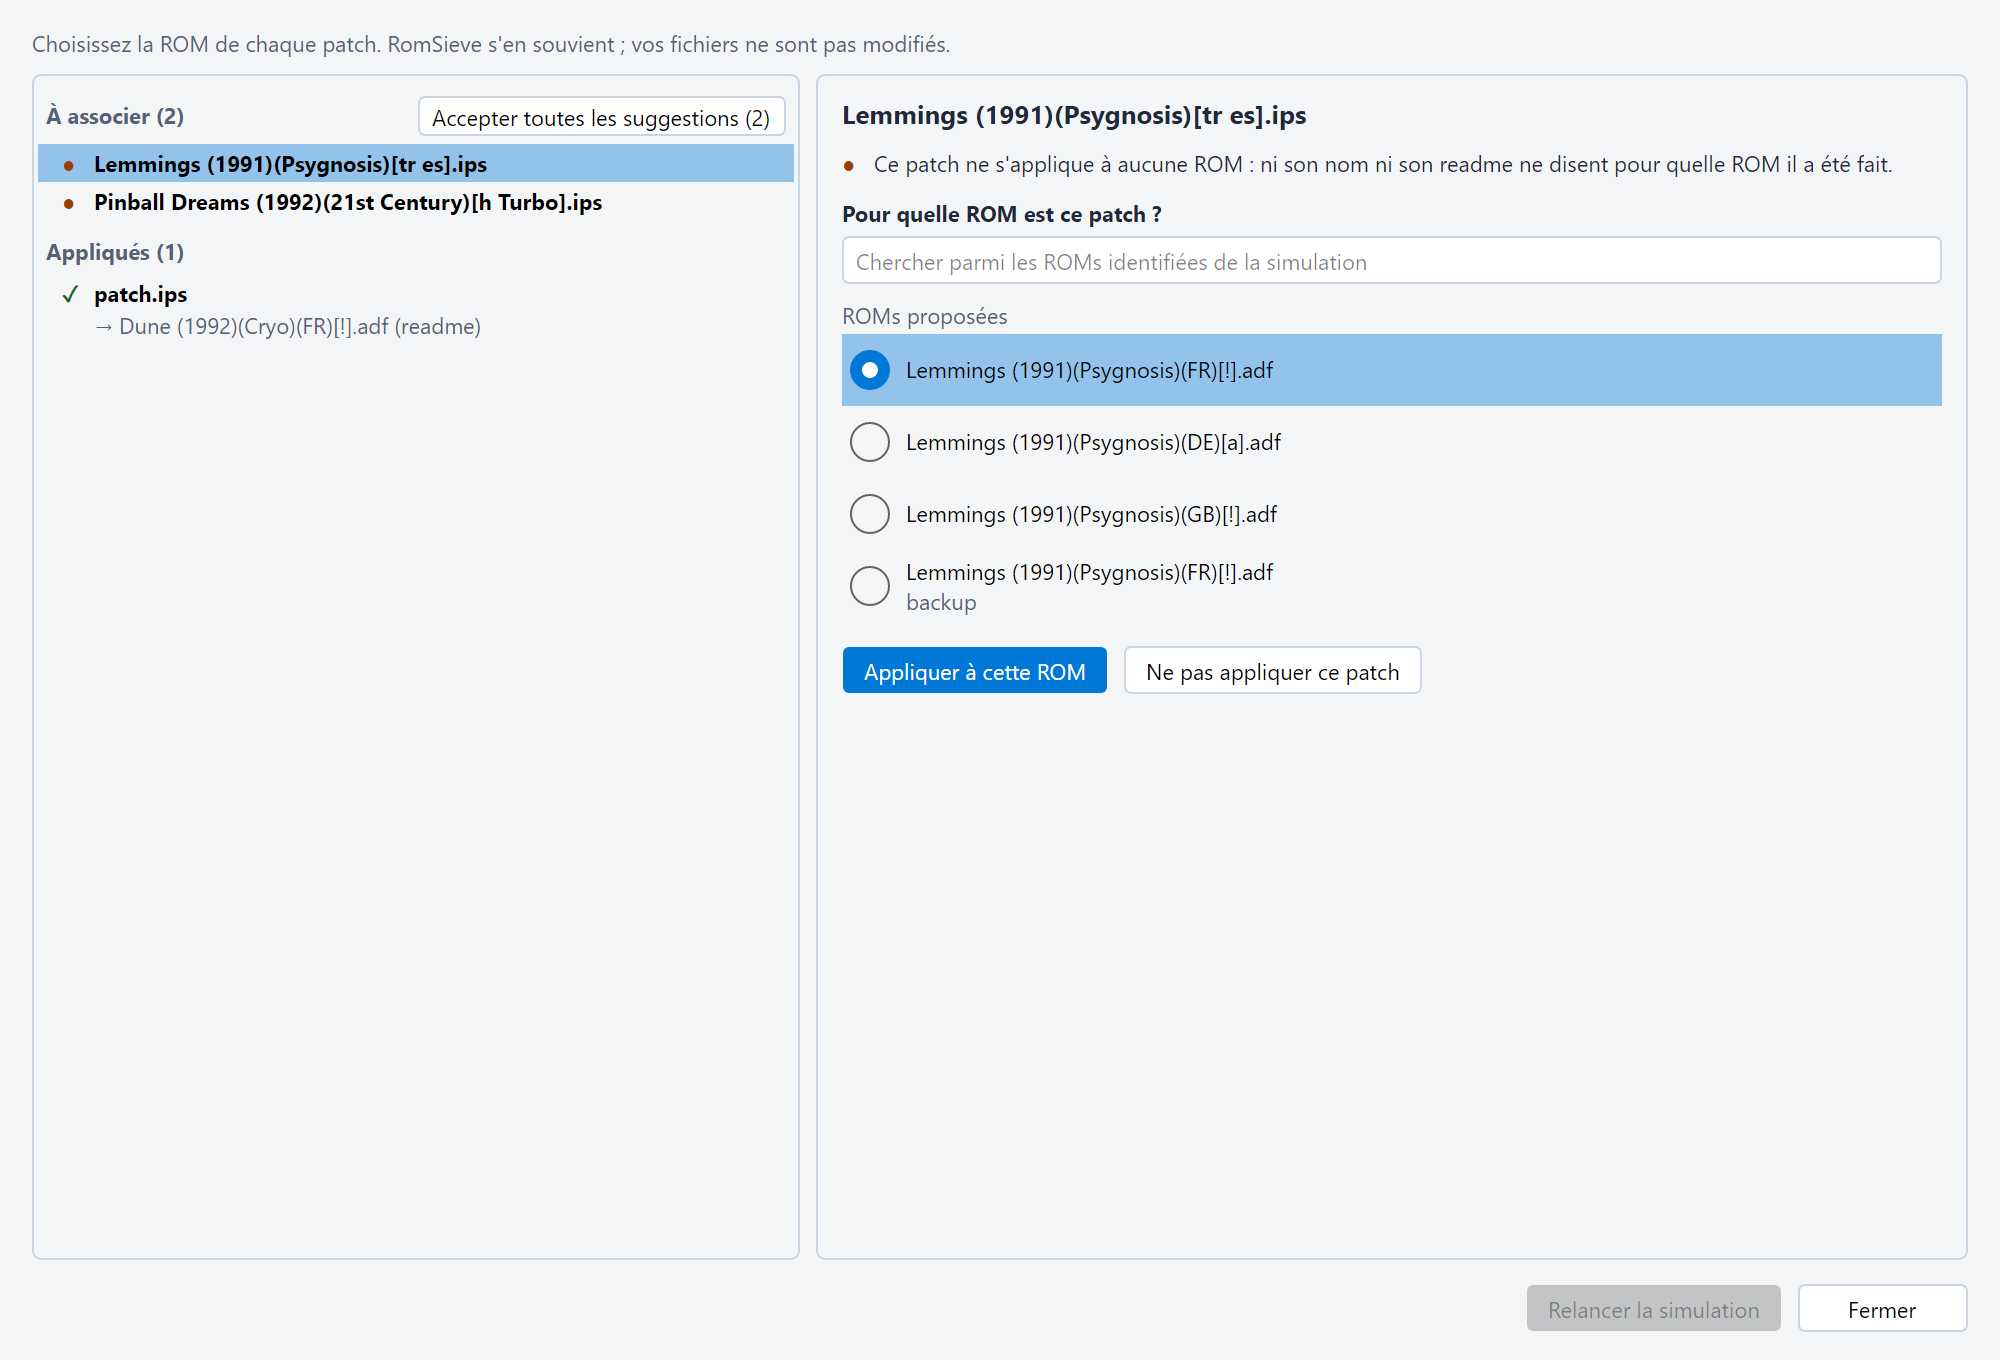 Choisissez la ROM de chaque patch. RomSieve s'en souvient ; vos fichiers ne sont pas modifiés.
À associer (2)
Accepter toutes les suggestions (2)
Lemmings (1991)(Psygnosis)[tr es].ips
Pinball Dreams (1992)(21st Century)[h Turbo].ips
Appliqués (1)
✓ patch.ips
→ Dune (1992)(Cryo)(FR)[!].adf (readme)
Lemmings (1991)(Psygnosis)[tr es].ips
Ce patch ne s'applique à aucune ROM : ni son nom ni son readme ne disent pour quelle ROM il a été fait.
Pour quelle ROM est ce patch ?
Chercher parmi les ROMs identifiées de la simulation
ROMs proposées
Lemmings (1991)(Psygnosis)(FR)[!].adf
Lemmings (1991)(Psygnosis)(DE)[a].adf
Lemmings (1991)(Psygnosis)(GB)[!].adf
Lemmings (1991)(Psygnosis)(FR)[!].adf
backup
Appliquer à cette ROM
Ne pas appliquer ce patch
Relancer la simulation
Fermer